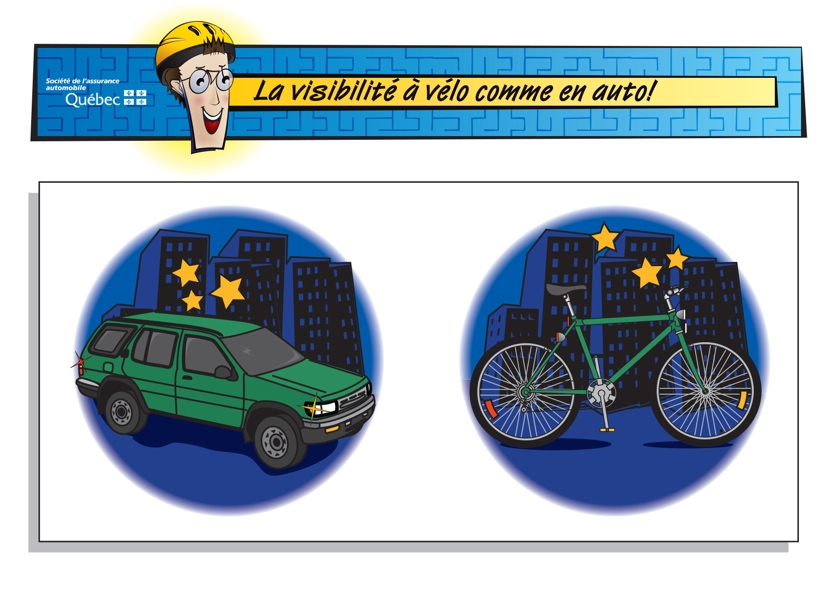 Société de l'assurance
automobile
Québec
La visibilité à vélo comme en auto!